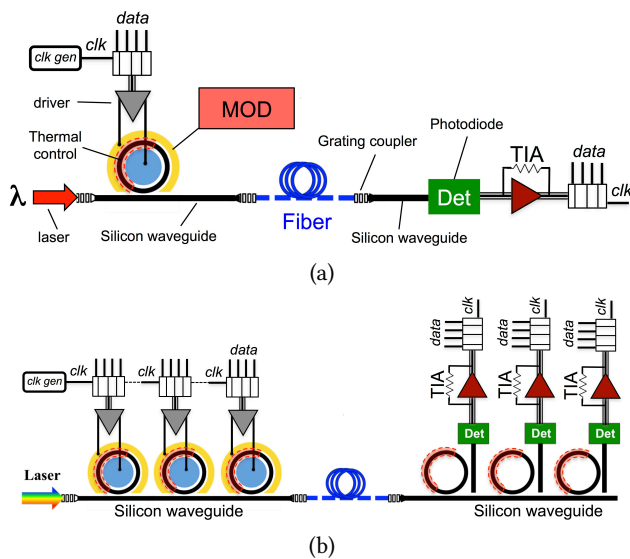 data
clk
clk gen
driver
MOD
Thermal
control
Grating coupler
Photodiode
TIA
data
clk
λ
laser
Silicon waveguide
Fiber
Silicon waveguide
Det
(a)
clk gen
clk
clk
clk
data
data
clk
data
clk
data
clk
TIA
TIA
TIA
Det
Det
Det
Laser
Silicon waveguide
Silicon waveguide
(b)